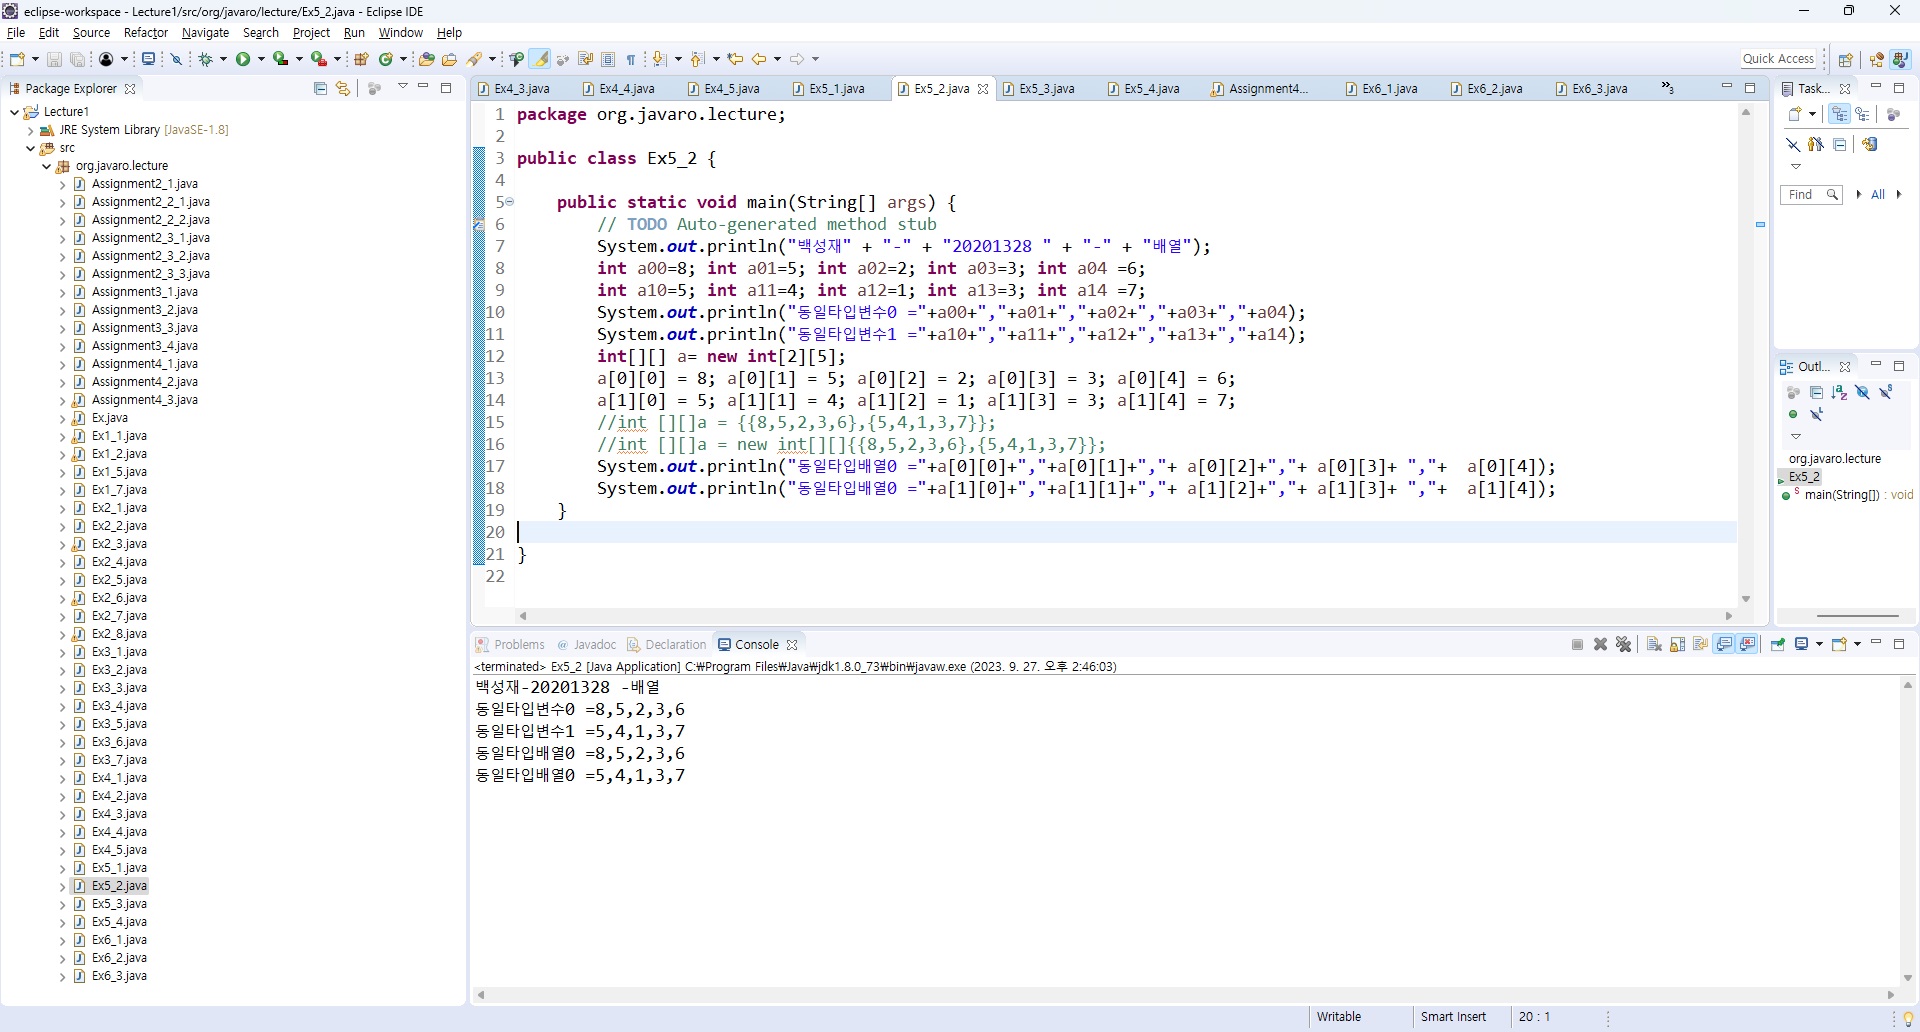 eclipse-workspace - Lecture1/src/org/javaro/lecture/Ex5_2.java - Eclipse IDE
File Edit Source Refactor Navigate Search Project Run Window Help
Quick Access
Package Explorer
Lecture1
JRE System Library [JavaSE-1.8]
src
org.javaro.lecture
Assignment2_1.java
Assignment2_2_1.java
Assignment2_2_2.java
Assignment2_3_1.java
Assignment2_3_2.java
Assignment2_3_3.java
Assignment3_1.java
Assignment3_2.java
Assignment3_3.java
Assignment3_4.java
Assignment4_1.java
Assignment4_2.java
Assignment4_3.java
Ex.java
Ex1_1.java
Ex1_2.java
Ex1_5.java
Ex1_7.java
Ex2_1.java
Ex2_2.java
Ex2_3.java
Ex2_4.java
Ex2_5.java
Ex2_6.java
Ex2_7.java
Ex2_8.java
Ex3_1.java
Ex3_2.java
Ex3_3.java
Ex3_4.java
Ex3_5.java
Ex3_6.java
Ex3_7.java
Ex4_1.java
Ex4_2.java
Ex4_3.java
Ex4_4.java
Ex4_5.java
Ex5_1.java
Ex5_2.java
Ex5_3.java
Ex5_4.java
Ex6_1.java
Ex6_2.java
Ex6_3.java
Ex4_3.java Ex4_4.java Ex4_5.java Ex5_1.java Ex5_2.java Ex5_3.java Ex5_4.java Assignment4... Ex6_1.java Ex6_2.java Ex6_3.java »3
1 package org.javaro.lecture;
2
3 public class Ex5_2 {
4
5 public static void main(String[] args) {
6 // TODO Auto-generated method stub
7 System.out.println("백성재" + "-" + "20201328 " + "-" + "배열");
8 int a00=8; int a01=5; int a02=2; int a03=3; int a04 =6;
9 int a10=5; int a11=4; int a12=1; int a13=3; int a14 =7;
10 System.out.println("동일타입변수0 ="+a00+","+a01+","+a02+","+a03+","+a04);
11 System.out.println("동일타입변수1 ="+a10+","+a11+","+a12+","+a13+","+a14);
12 int[][] a= new int[2][5];
13 a[0][0] = 8; a[0][1] = 5; a[0][2] = 2; a[0][3] = 3; a[0][4] = 6;
14 a[1][0] = 5; a[1][1] = 4; a[1][2] = 1; a[1][3] = 3; a[1][4] = 7;
15 //int [][]a = {{8,5,2,3,6},{5,4,1,3,7}};
16 //int [][]a = new int[][]{{8,5,2,3,6},{5,4,1,3,7}};
17 System.out.println("동일타입배열0 ="+a[0][0]+","+a[0][1]+","+ a[0][2]+","+ a[0][3]+ ","+  a[0][4]);
18 System.out.println("동일타입배열0 ="+a[1][0]+","+a[1][1]+","+ a[1][2]+","+ a[1][3]+ ","+  a[1][4]);
19 }
20
21 }
22
Task...
Find All
Outl...
org.javaro.lecture
Ex5_2
main(String[]) : void
Problems @ Javadoc Declaration Console
<terminated> Ex5_2 [Java Application] C:₩Program Files₩Java₩jdk1.8.0_73₩bin₩javaw.exe (2023. 9. 27. 오후 2:46:03)
백성재-20201328 -배열
동일타입변수0 =8,5,2,3,6
동일타입변수1 =5,4,1,3,7
동일타입배열0 =8,5,2,3,6
동일타입배열0 =5,4,1,3,7
Writable Smart Insert 20 : 1